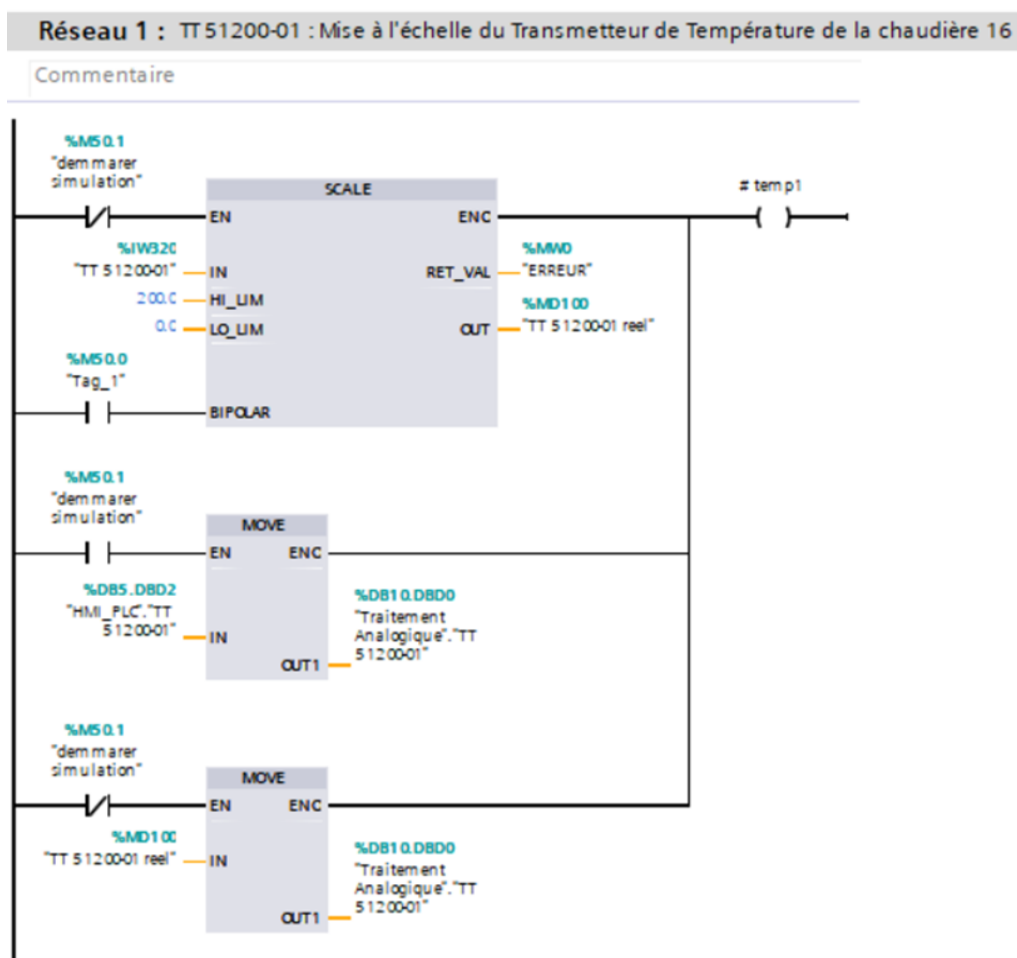 Réseau 1 : TT 51200-01 : Mise à l'échelle du Transmetteur de Température de la chaudière 16
Commentaire
%M50.1
"demmarer
simulation"
SCALE
# temp1
EN
ENO
%IW320
"TT 51200-01"
IN
RET_VAL
%MW0
"ERREUR"
200.0
HI_LIM
%MD100
"TT 51200-01 reel"
0.0
LO_LIM
OUT
%M50.0
"Tag_1"
BIPOLAR
%M50.1
"demmarer
simulation"
MOVE
EN
ENO
%DB5.DBD2
"HMI_PLC"."TT
51200-01"
IN
%DB10.DBD0
"Traitement
Analogique"."TT
51200-01"
OUT1
%M50.1
"demmarer
simulation"
MOVE
EN
ENO
%MD100
"TT 51200-01 reel"
IN
%DB10.DBD0
"Traitement
Analogique"."TT
51200-01"
OUT1